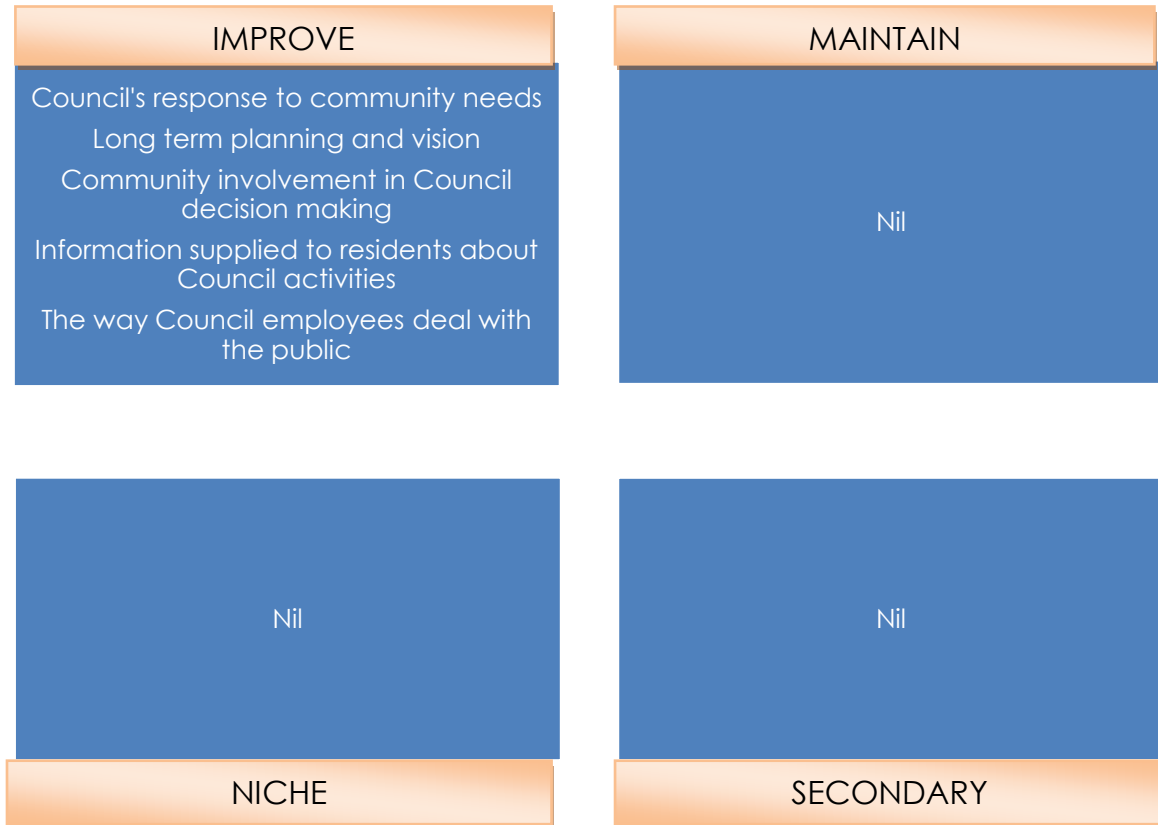 IMPROVE
Council's response to community needs
Long term planning and vision
Community involvement in Council
decision making
Information supplied to residents about
Council activities
The way Council employees deal with
the public
MAINTAIN
Nil
Nil
NICHE
Nil
SECONDARY